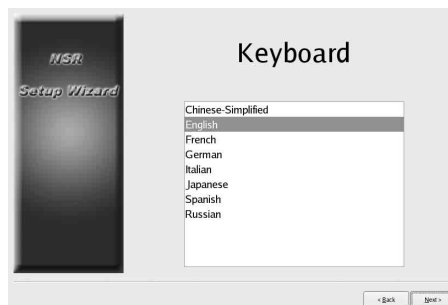 NSR
Setup Wizard
Keyboard
Chinese-Simplified
English
French
German
Italian
Japanese
Spanish
Russian
< Back
Next >